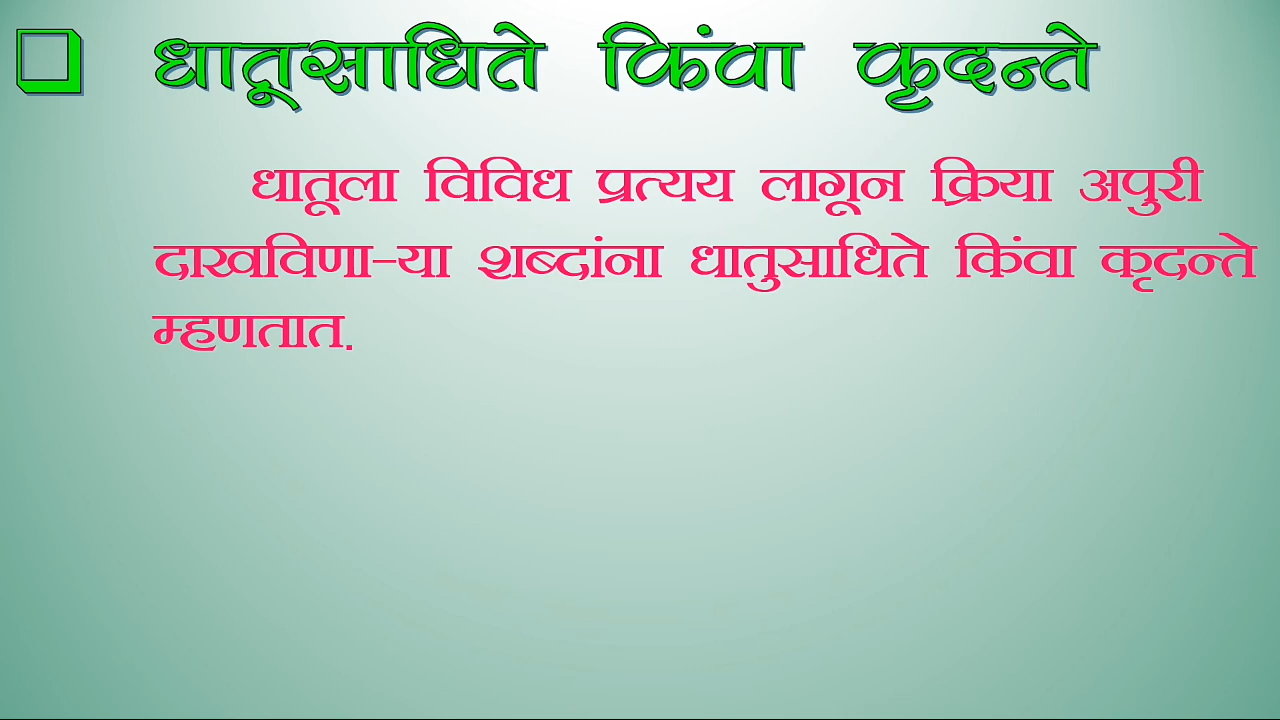 ❑ धातूसाधिते किंवा कृदन्ते
धातूला विविध प्रत्यय लागून क्रिया अपुरी
दाखविणा-या शब्दांना धातुसाधिते किंवा कृदन्ते
म्हणतात.